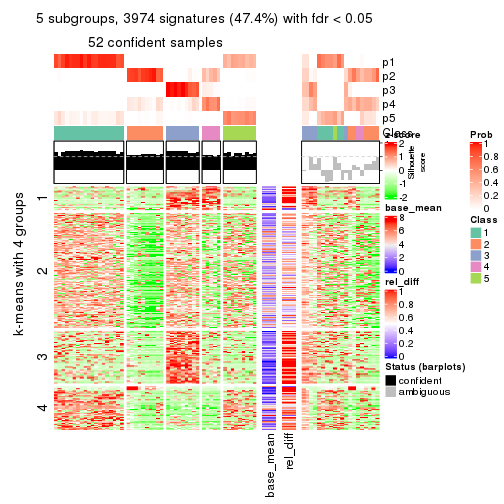 5 subgroups, 3974 signatures (47.4%) with fdr < 0.05
52 confident samples
p1
p2
p3
p4
p5
Class
Silhouette score
k-means with 4 groups
1
2
3
4
base_mean
rel_diff
z-score
2
1
0
-1
-2
base_mean
8
6
4
2
0
rel_diff
1
0.8
0.6
0.4
0.2
0
Status (barplots)
confident
ambiguous
Prob
1
0.8
0.6
0.4
0.2
0
Class
1
2
3
4
5